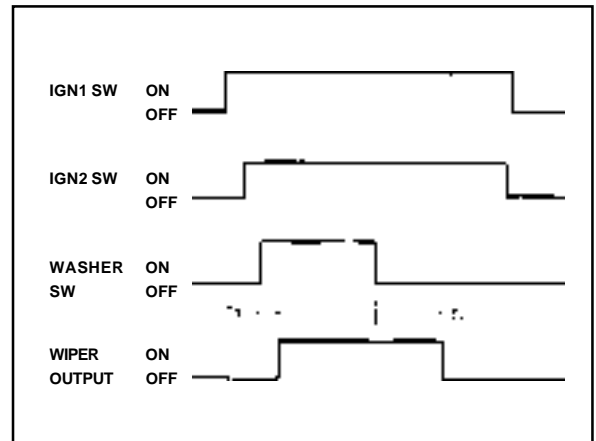 IGN1 SW ON
OFF
IGN2 SW ON
OFF
WASHER ON
SW OFF
WIPER ON
OUTPUT OFF